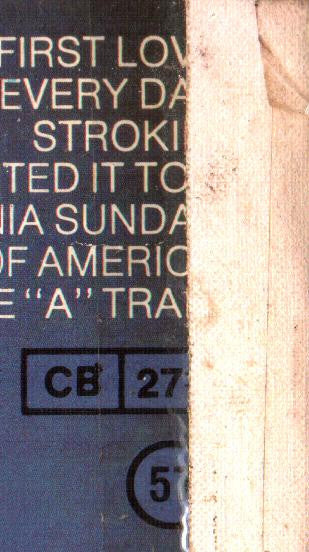 FIRST LOV
EVERY DA
STROKI
TED IT TO
NIA SUNDA
OF AMERIC
E "A" TRA
CB 27
57